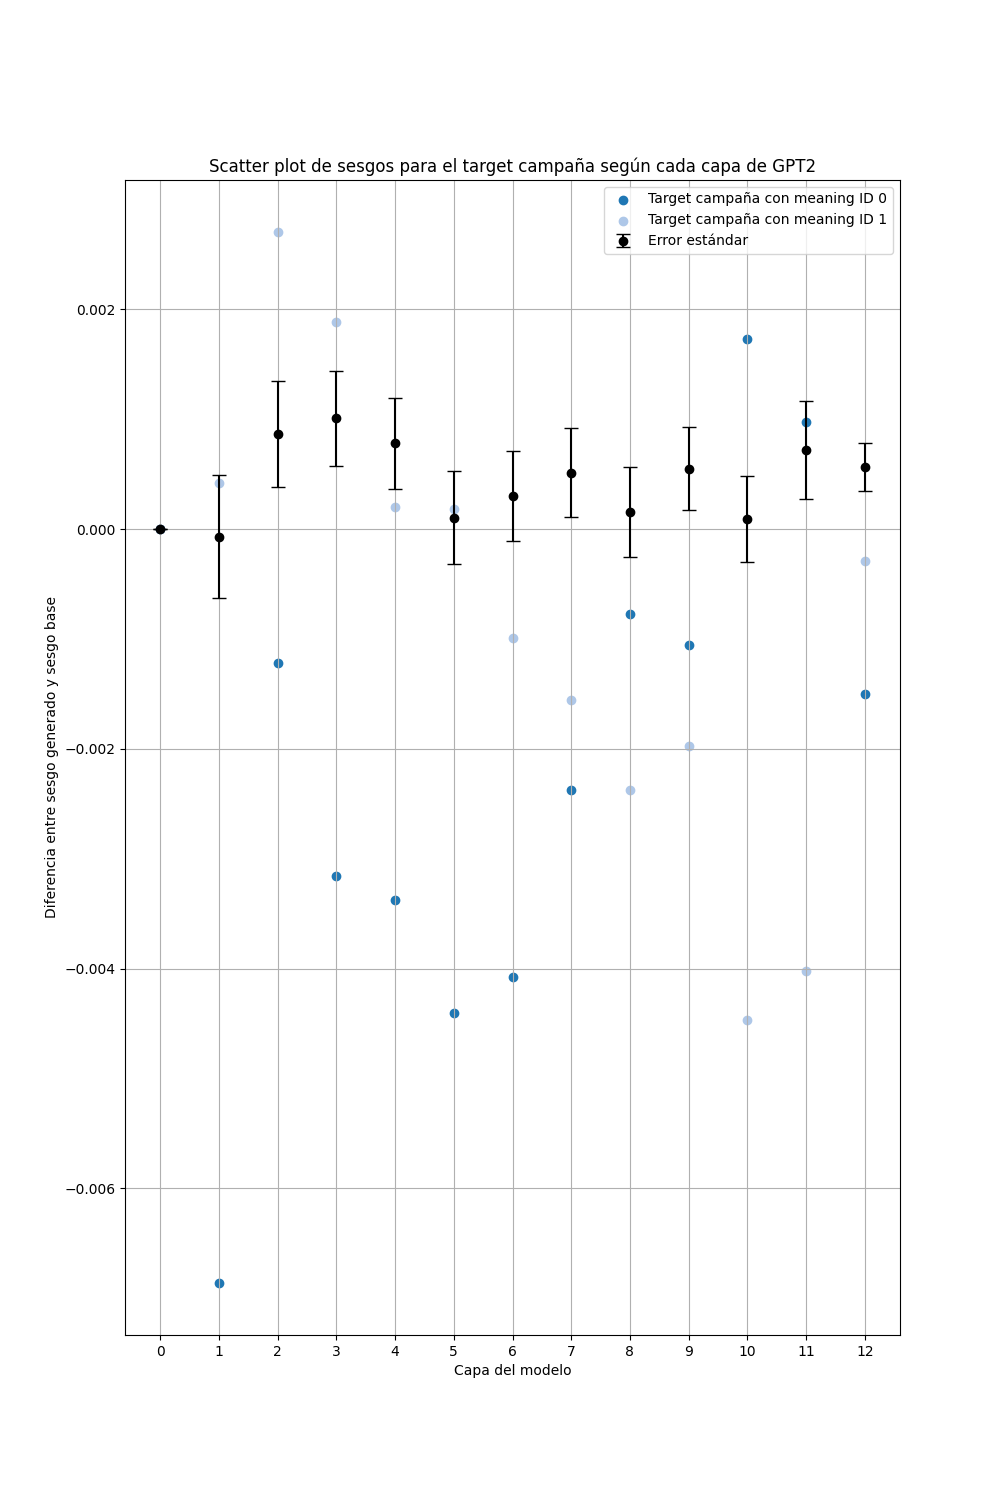 Scatter plot de sesgos para el target campaña según cada capa de GPT2
Target campaña con meaning ID 0
Target campaña con meaning ID 1
Error estándar
0.002
0.000
−0.002
−0.004
−0.006
Diferencia entre sesgo generado y sesgo base
0 1 2 3 4 5 6 7 8 9 10 11 12
Capa del modelo